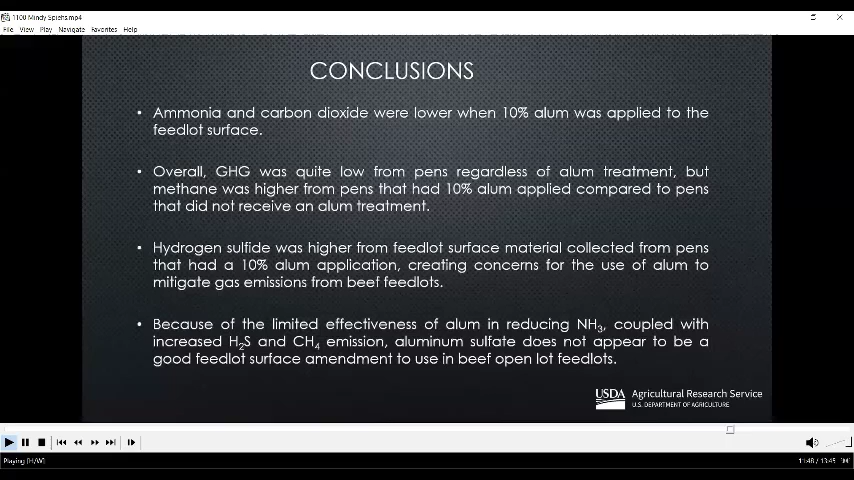 1100 Mindy Spiehs.mp4
File View Play Navigate Favorites Help
CONCLUSIONS
• Ammonia and carbon dioxide were lower when 10% alum was applied to the
feedlot surface.
• Overall, GHG was quite low from pens regardless of alum treatment, but
methane was higher from pens that had 10% alum applied compared to pens
that did not receive an alum treatment.
• Hydrogen sulfide was higher from feedlot surface material collected from pens
that had a 10% alum application, creating concerns for the use of alum to
mitigate gas emissions from beef feedlots.
• Because of the limited effectiveness of alum in reducing NH₃, coupled with
increased H₂S and CH₄ emission, aluminum sulfate does not appear to be a
good feedlot surface amendment to use in beef open lot feedlots.
USDA Agricultural Research Service
U.S. DEPARTMENT OF AGRICULTURE
Playing [H/W] 11:48 / 13:45